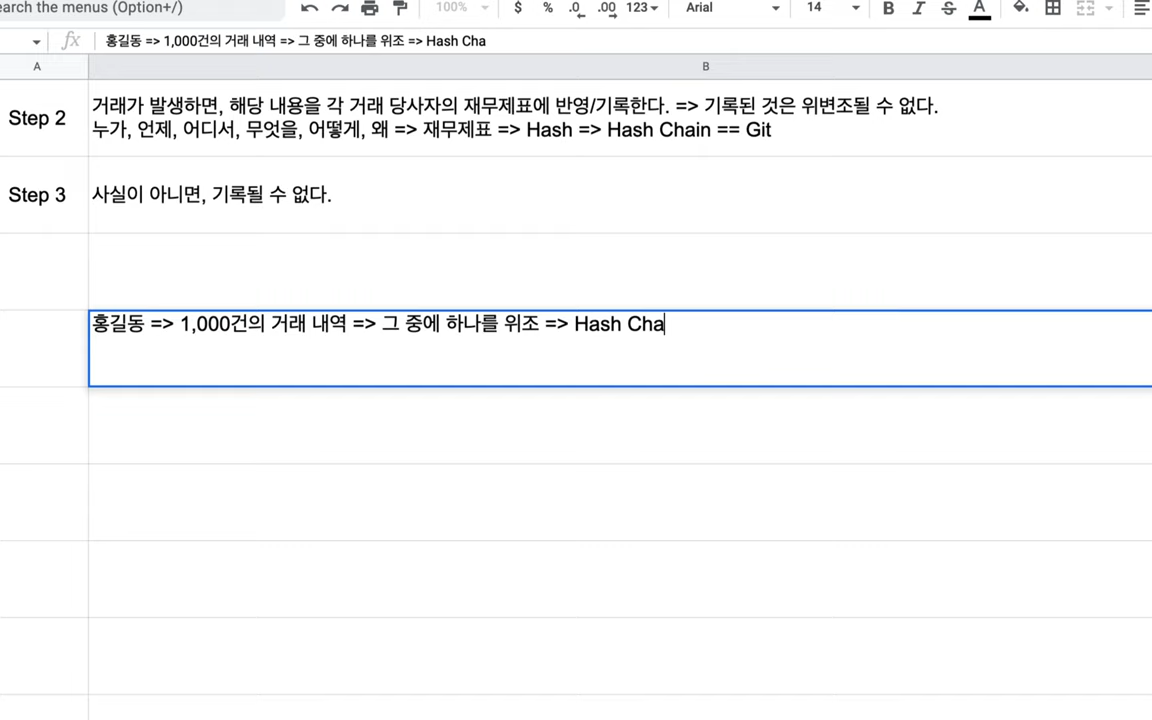 earch the menus (Option+/)
100% $ % .0 .00 123 Arial 14 B I S A
fx 홍길동 => 1,000건의 거래 내역 => 그 중에 하나를 위조 => Hash Cha
A B
Step 2
거래가 발생하면, 해당 내용을 각 거래 당사자의 재무제표에 반영/기록한다. => 기록된 것은 위변조될 수 없다.
누가, 언제, 어디서, 무엇을, 어떻게, 왜 => 재무제표 => Hash => Hash Chain == Git
Step 3 사실이 아니면, 기록될 수 없다.
홍길동 => 1,000건의 거래 내역 => 그 중에 하나를 위조 => Hash Cha